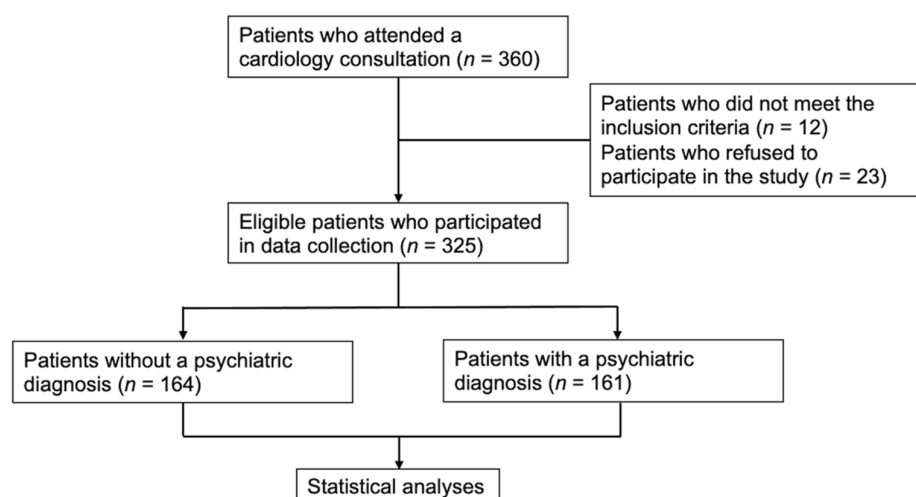 Patients who attended a
cardiology consultation (n = 360)
Patients who did not meet the
inclusion criteria (n = 12)
Patients who refused to
participate in the study (n = 23)
Eligible patients who participated
in data collection (n = 325)
Patients without a psychiatric
diagnosis (n = 164)
Patients with a psychiatric
diagnosis (n = 161)
Statistical analyses